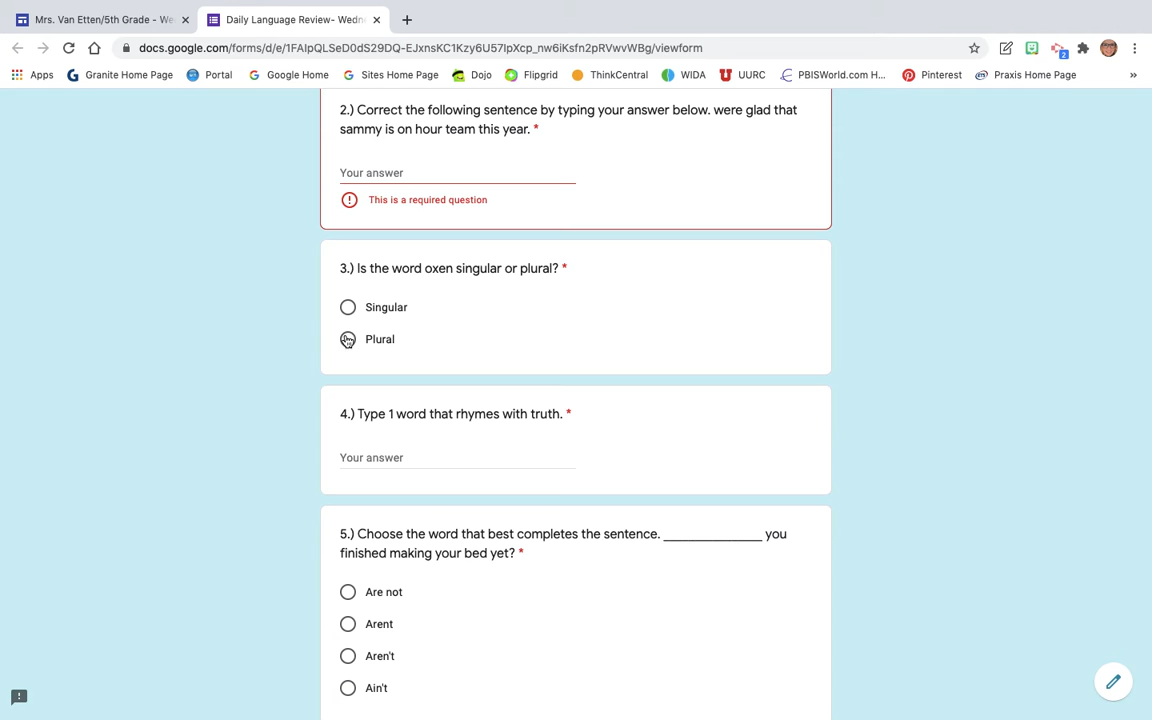 Mrs. Van Etten/5th Grade - We
Daily Language Review- Wedn
docs.google.com/forms/d/e/1FAIpQLSeD0dS29DQ-EJxnsKC1Kzy6U57IpXcp_nw6iKsfn2pRVwvWBg/viewform
2
Apps Granite Home Page Portal Google Home Sites Home Page Dojo Flipgrid ThinkCentral WIDA UURC PBISWorld.com H... Pinterest Praxis Home Page »
2.) Correct the following sentence by typing your answer below. were glad that
sammy is on hour team this year. *
Your answer
This is a required question
3.) Is the word oxen singular or plural? *
Singular
Plural
4.) Type 1 word that rhymes with truth. *
Your answer
5.) Choose the word that best completes the sentence. ______________ you
finished making your bed yet? *
Are not
Arent
Aren't
Ain't